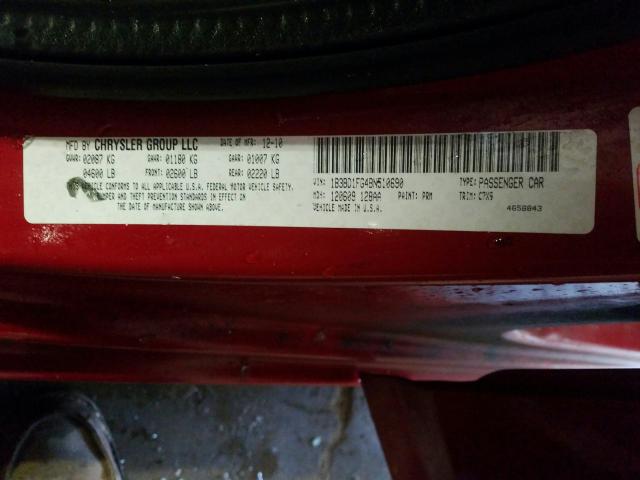 MFD BY CHRYSLER GROUP LLC DATE OF MFR: 12-10
GVWR: 02087 KG GAWR: 01180 KG GAWR: 01007 KG
04600 LB FRONT: 02600 LB REAR: 02220 LB
THIS VEHICLE CONFORMS TO ALL APPLICABLE U.S.A. FEDERAL MOTOR VEHICLE SAFETY,
BUMPER AND THEFT PREVENTION STANDARDS IN EFFECT ON
THE DATE OF MANUFACTURE SHOWN ABOVE.
VIN: 1B3BD1FG4BN510690 TYPE: PASSENGER CAR
MDH: 120609 128AA PAINT: PRM TRIM: C7X9
VEHICLE MADE IN U.S.A. 4658843